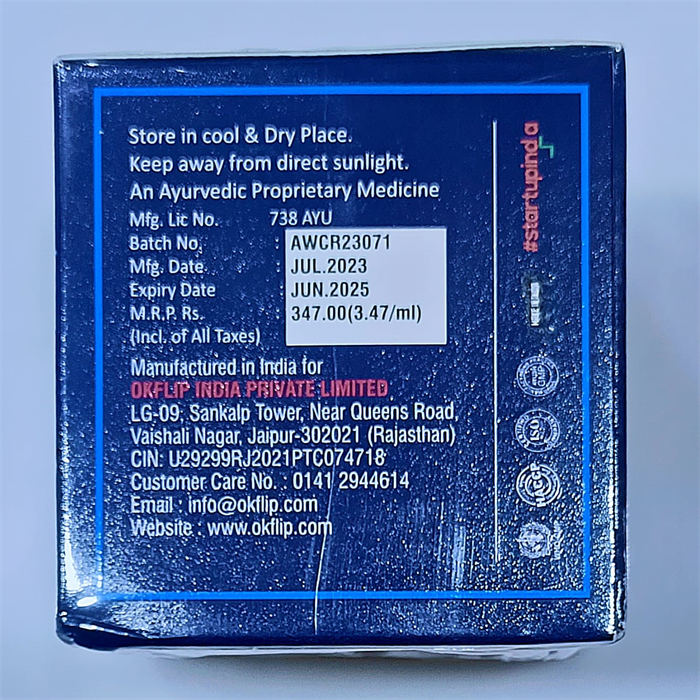 Store in cool & Dry Place.
Keep away from direct sunlight.
An Ayurvedic Proprietary Medicine
Mfg. Lic No. 738 AYU
Batch No. : AWCR23071
Mfg. Date : JUL.2023
Expiry Date : JUN.2025
M.R.P. Rs. : 347.00(3.47/ml)
(Incl. of All Taxes)
Manufactured in India for
OKFLIP INDIA PRIVATE LIMITED
LG-09, Sankalp Tower, Near Queens Road,
Vaishali Nagar, Jaipur-302021 (Rajasthan)
CIN: U29299RJ2021PTC074718
Customer Care No. : 0141 2944614
Email : info@okflip.com
Website : www.okflip.com
#startupindia
ISO
HACCP